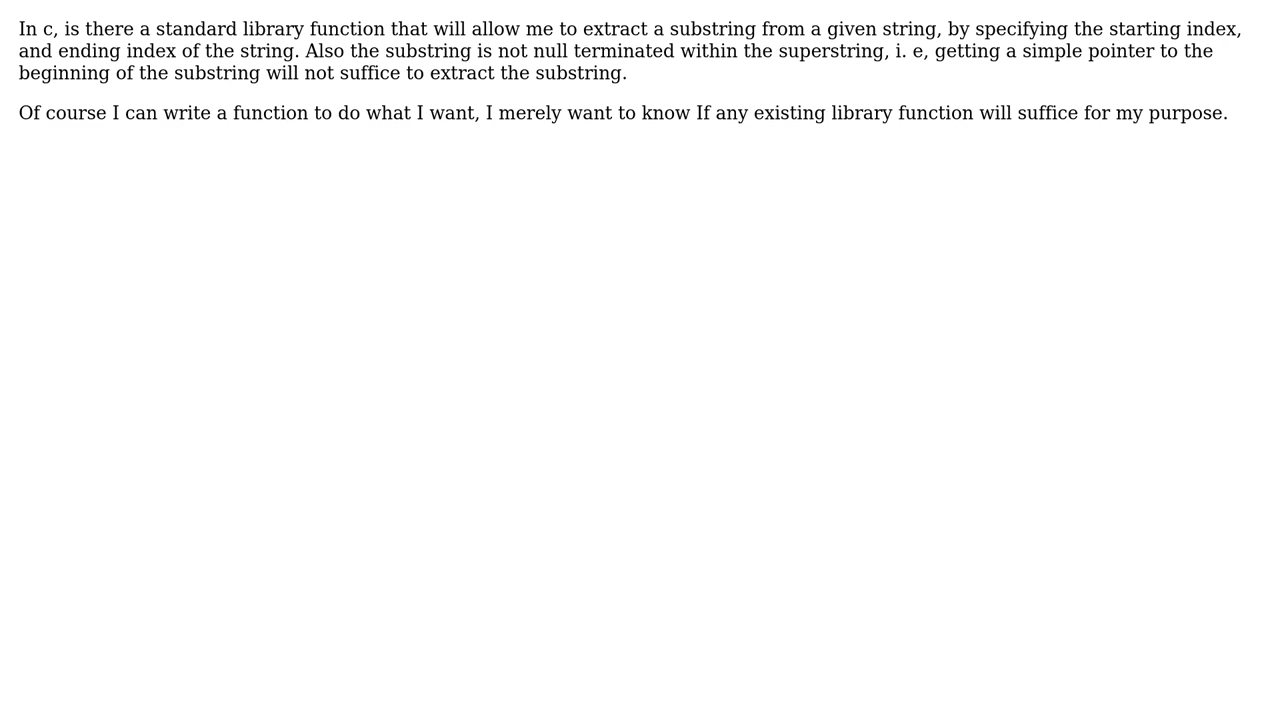 In c, is there a standard library function that will allow me to extract a substring from a given string, by specifying the starting index,
and ending index of the string. Also the substring is not null terminated within the superstring, i. e, getting a simple pointer to the
beginning of the substring will not suffice to extract the substring.
Of course I can write a function to do what I want, I merely want to know If any existing library function will suffice for my purpose.